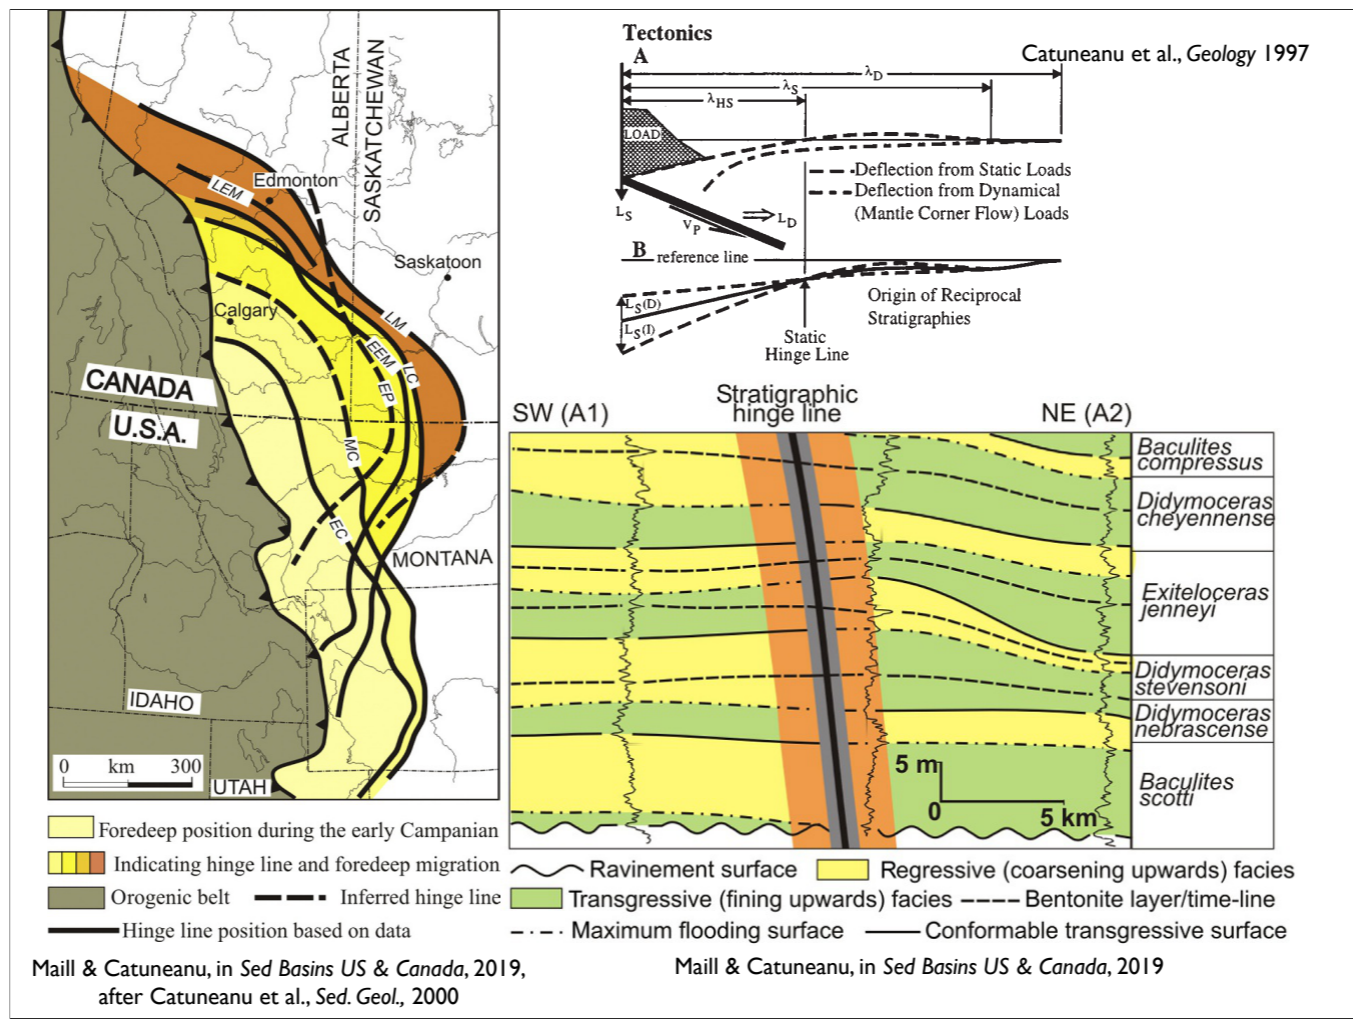 ALBERTA
SASKATCHEWAN
LEM
Edmonton
Saskatoon
Calgary
LM
EEM
LC
EP
CANADA
U.S.A.
MC
EC
MONTANA
IDAHO
0 km 300
UTAH
Foredeep position during the early Campanian
Indicating hinge line and foredeep migration
Orogenic belt
Inferred hinge line
Hinge line position based on data
Maill & Catuneanu, in Sed Basins US & Canada, 2019,
after Catuneanu et al., Sed. Geol., 2000
Tectonics
A
Catuneanu et al., Geology 1997
λD
λS
λHS
LOAD
Deflection from Static Loads
Deflection from Dynamical
(Mantle Corner Flow) Loads
LS
VP
LD
B reference line
LS(D)
LS(I)
Origin of Reciprocal
Stratigraphies
Static
Hinge Line
Stratigraphic
hinge line
SW (A1)
NE (A2)
Baculites
compressus
Didymoceras
cheyennense
Exiteloceras
jenneyi
Didymoceras
stevensoni
Didymoceras
nebrascense
Baculites
scotti
5 m
0
5 km
Ravinement surface
Regressive (coarsening upwards) facies
Transgressive (fining upwards) facies
Bentonite layer/time-line
Maximum flooding surface
Conformable transgressive surface
Maill & Catuneanu, in Sed Basins US & Canada, 2019